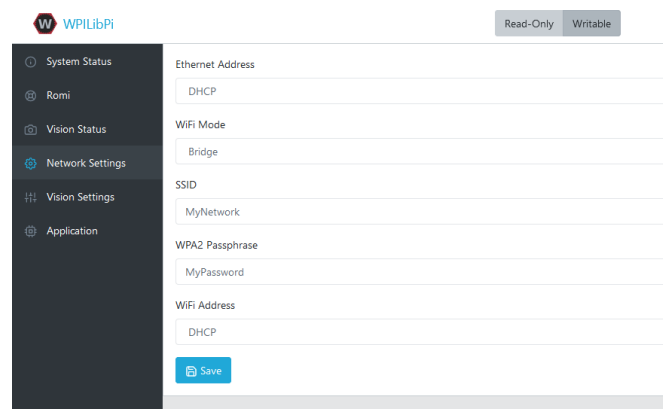 W WPILibPi
Read-Only Writable
System Status
Romi
Vision Status
Network Settings
Vision Settings
Application
Ethernet Address
DHCP
WiFi Mode
Bridge
SSID
MyNetwork
WPA2 Passphrase
MyPassword
WiFi Address
DHCP
Save